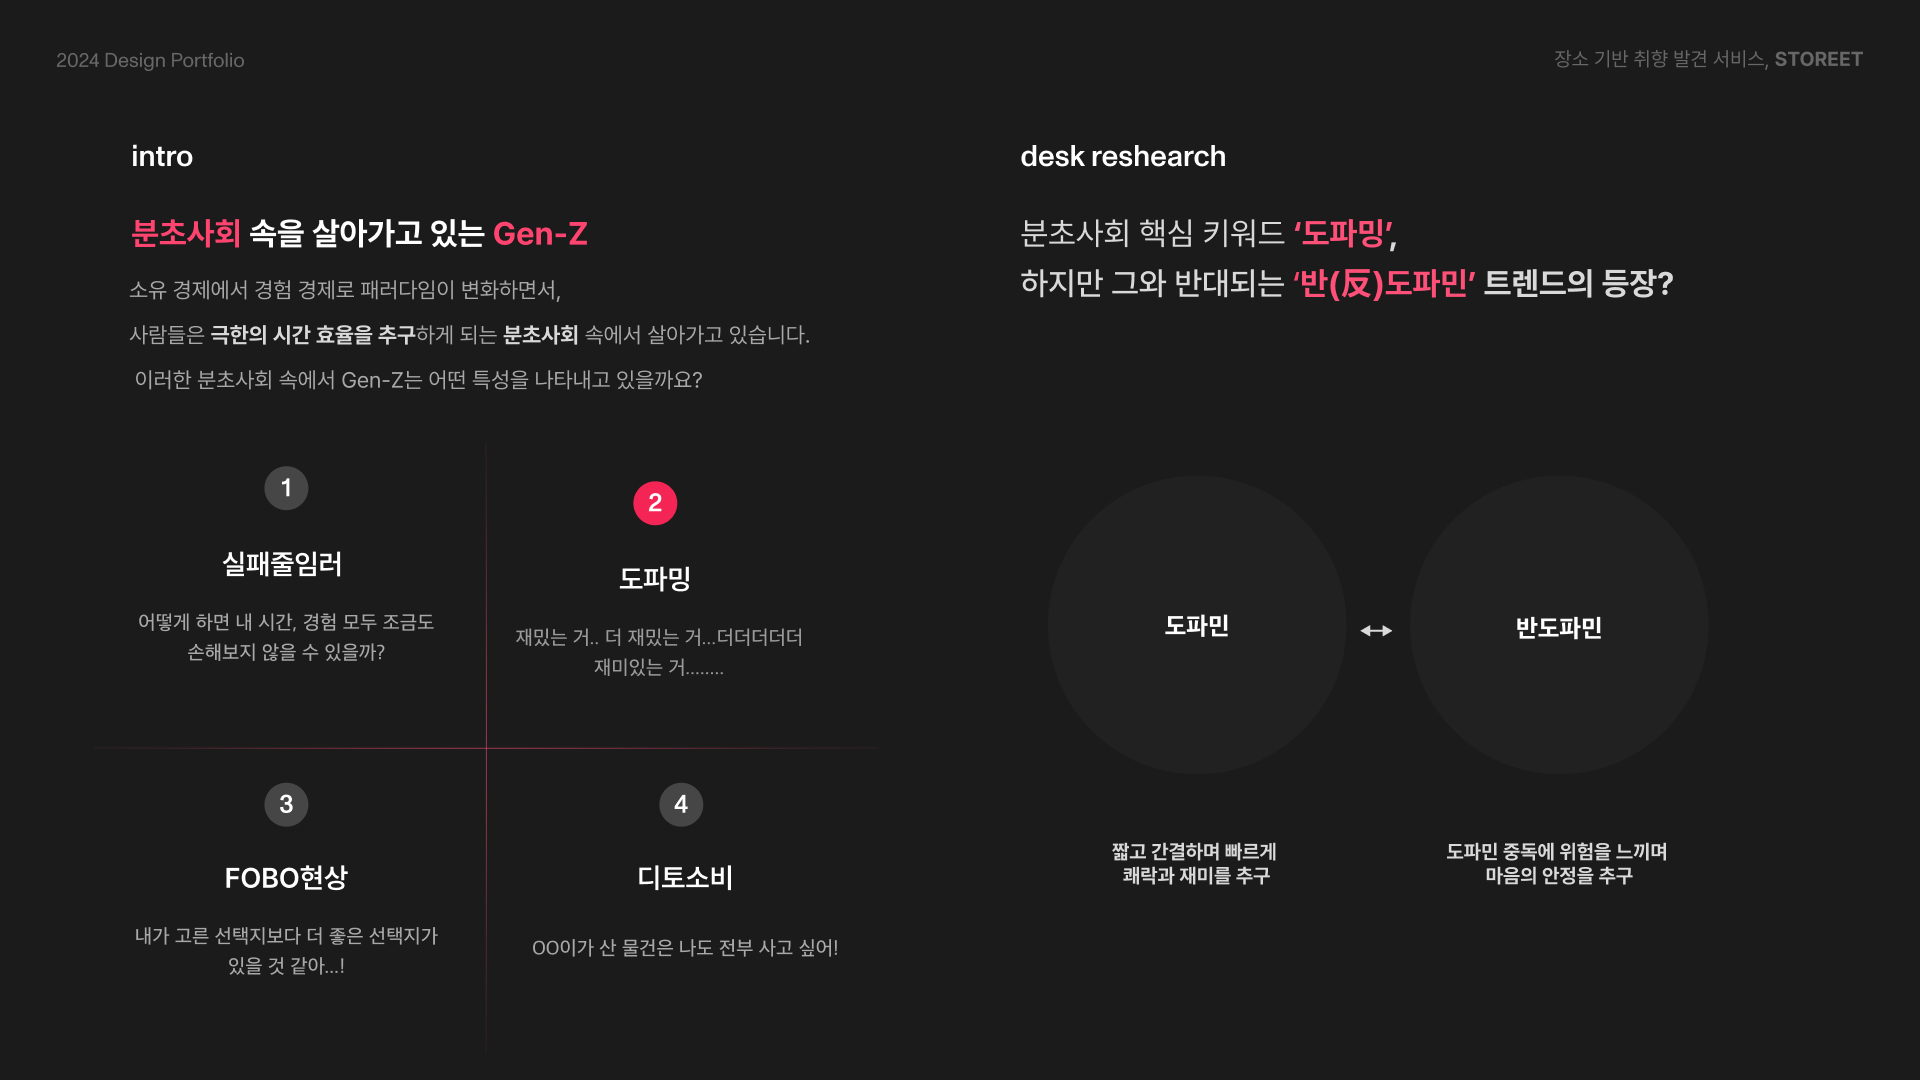 2024 Design Portfolio
장소 기반 취향 발견 서비스, STOREET
intro
분초사회 속을 살아가고 있는 Gen-Z
소유 경제에서 경험 경제로 패러다임이 변화하면서,
사람들은 극한의 시간 효율을 추구하게 되는 분초사회 속에서 살아가고 있습니다.
이러한 분초사회 속에서 Gen-Z는 어떤 특성을 나타내고 있을까요?
1
실패줄임러
어떻게 하면 내 시간, 경험 모두 조금도
손해보지 않을 수 있을까?
2
도파밍
재밌는 거.. 더 재밌는 거...더더더더더
재미있는 거........
3
FOBO현상
내가 고른 선택지보다 더 좋은 선택지가
있을 것 같아...!
4
디토소비
OO이가 산 물건은 나도 전부 사고 싶어!
desk reshearch
분초사회 핵심 키워드 ‘도파밍’,
하지만 그와 반대되는 ‘반(反)도파민’ 트렌드의 등장?
도파민
반도파민
짧고 간결하며 빠르게
쾌락과 재미를 추구
도파민 중독에 위험을 느끼며
마음의 안정을 추구